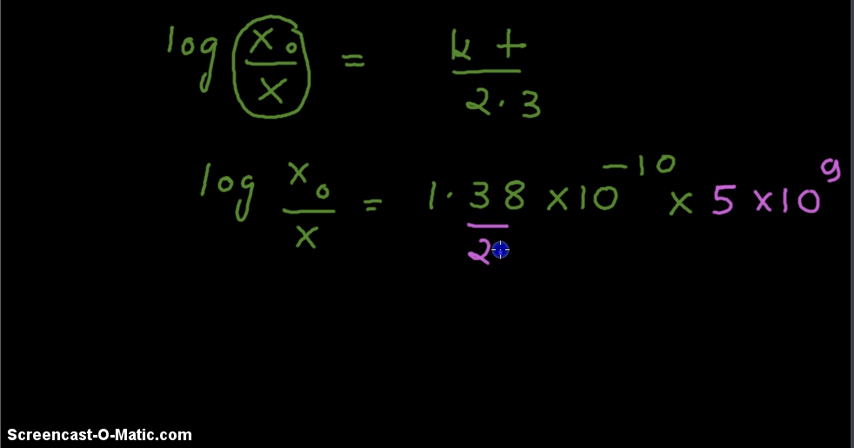 log x₀/x = kt/2.3
log x₀/x = 1.38 × 10⁻¹⁰ × 5 × 10⁹ / 2
Screencast-O-Matic.com